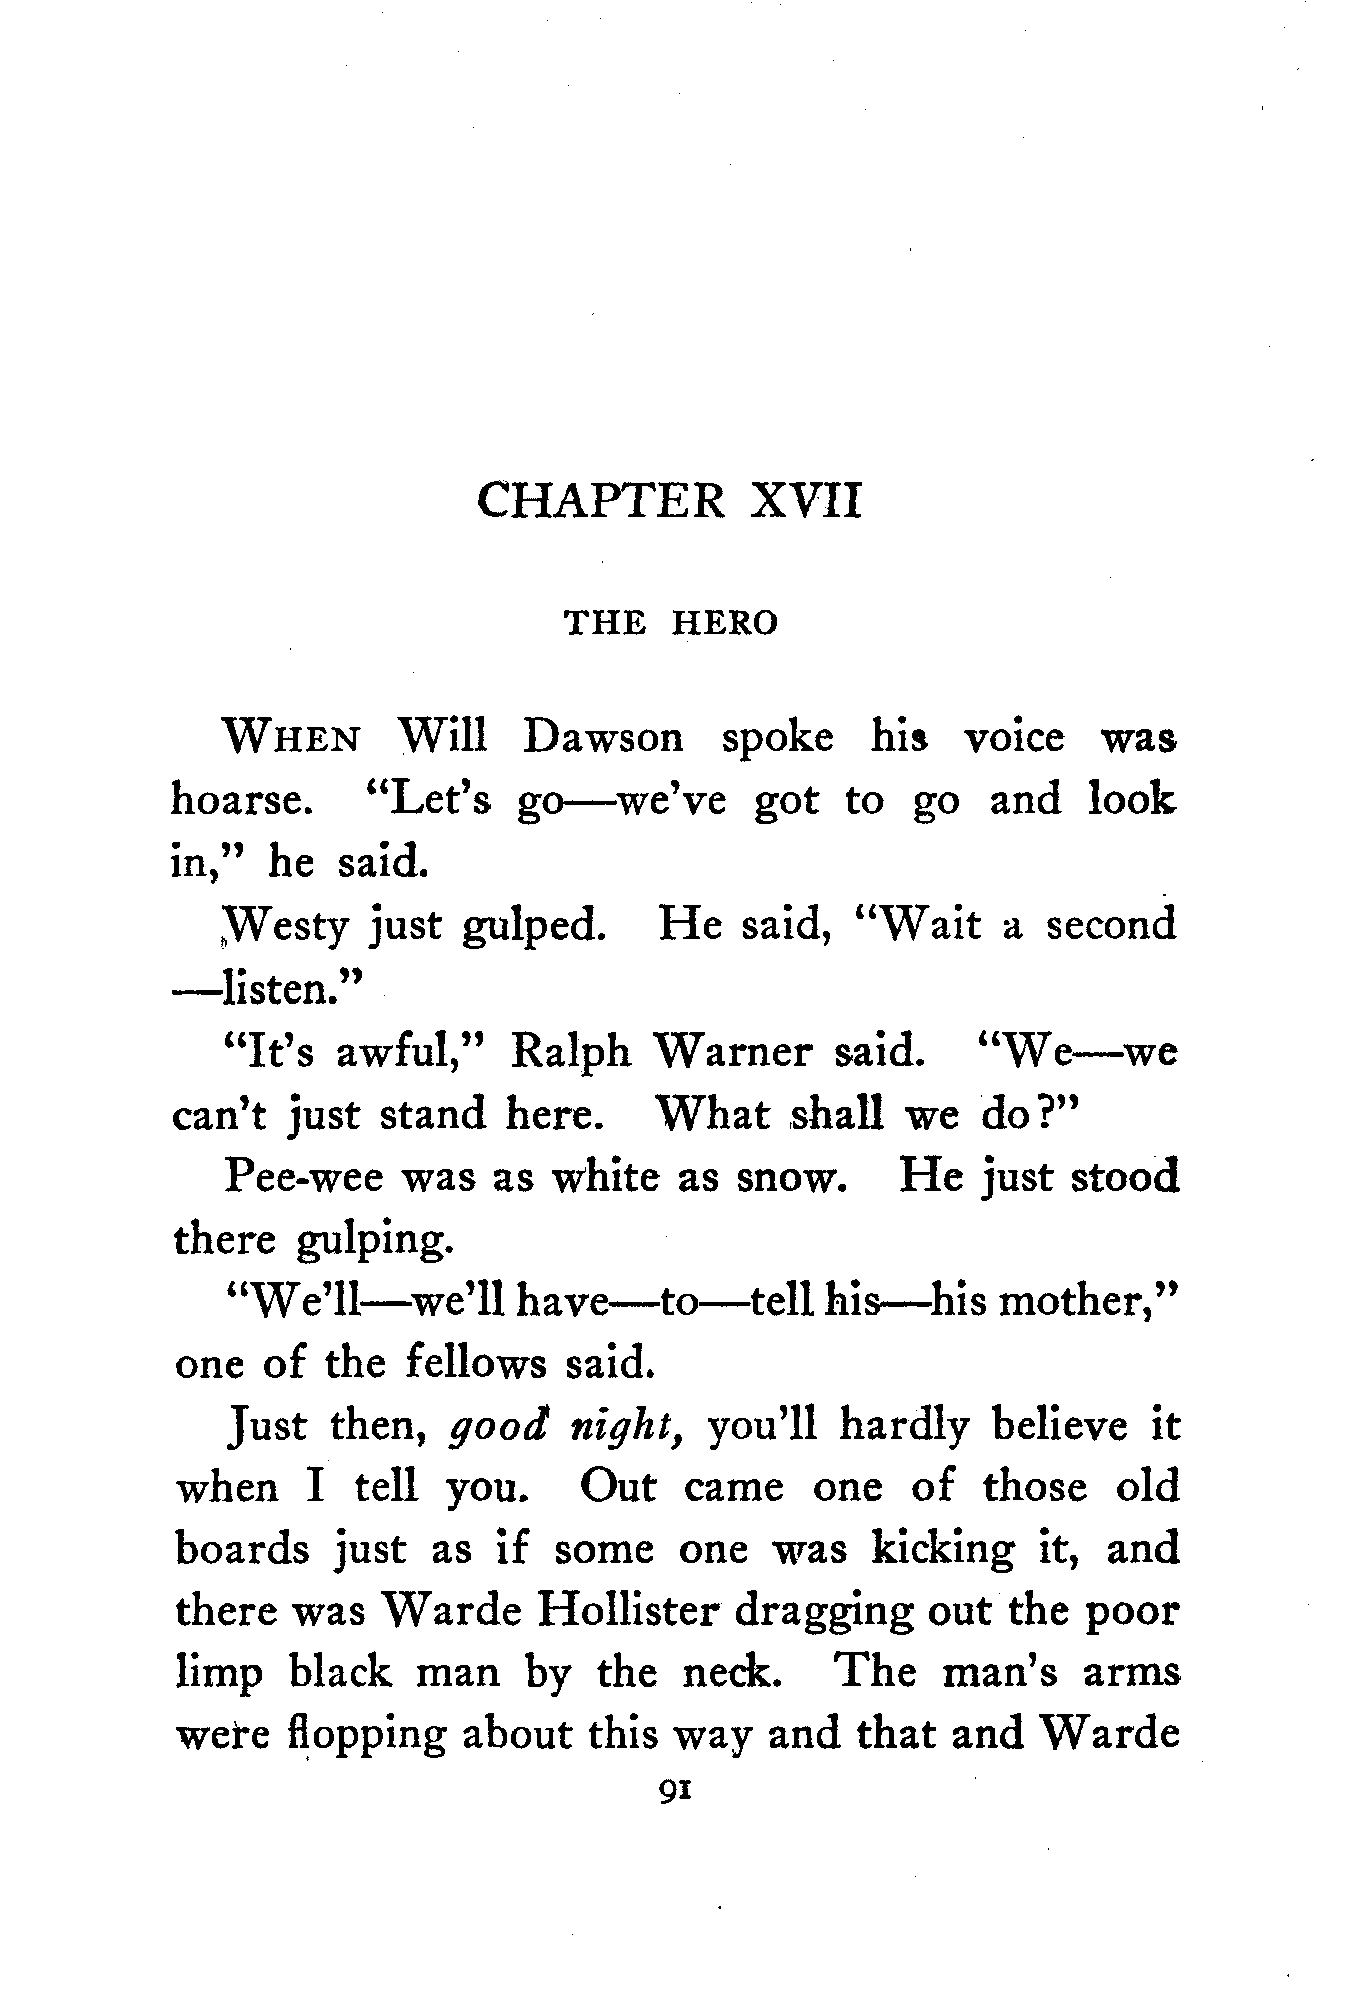 CHAPTER XVII
THE HERO
WHEN Will Dawson spoke his voice was
hoarse. “Let’s go—we’ve got to go and look
in,” he said.
Westy just gulped. He said, “Wait a second
—listen.”
“It’s awful,” Ralph Warner said. “We—we
can’t just stand here. What shall we do?”
Pee-wee was as white as snow. He just stood
there gulping.
“We’ll—we’ll have—to—tell his—his mother,”
one of the fellows said.
Just then, good night, you’ll hardly believe it
when I tell you. Out came one of those old
boards just as if some one was kicking it, and
there was Warde Hollister dragging out the poor
limp black man by the neck. The man’s arms
were flopping about this way and that and Warde
91